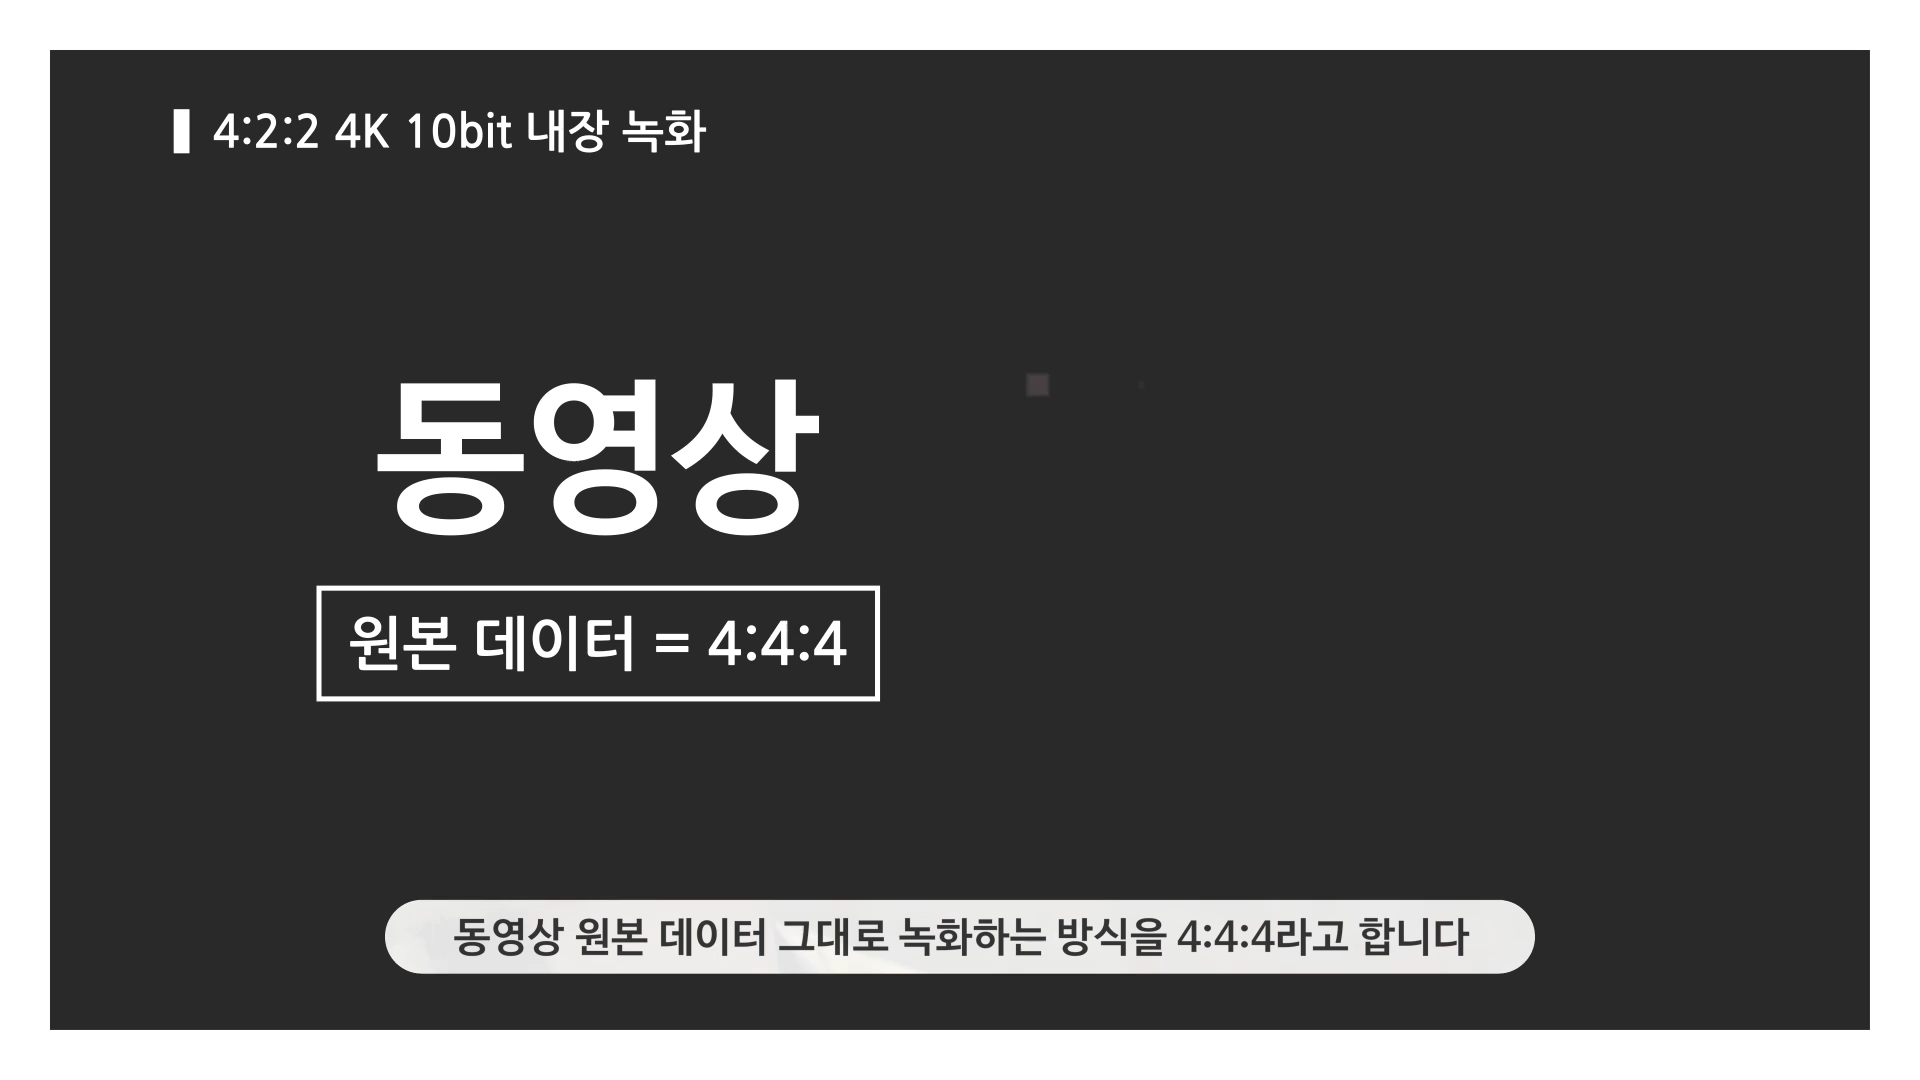 4:2:2 4K 10bit 내장 녹화
동영상
원본 데이터 = 4:4:4
동영상 원본 데이터 그대로 녹화하는 방식을 4:4:4라고 합니다